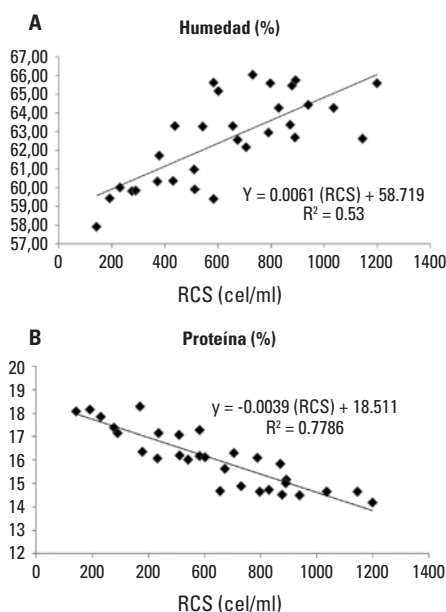 A
Humedad (%)
67,00
66,00
65,00
64,00
63,00
62,00
61,00
60,00
59,00
58,00
57,00
Y = 0.0061 (RCS) + 58.719
R² = 0.53
0 200 400 600 800 1000 1200 1400
RCS (cel/ml)
B
Proteína (%)
20
19
18
17
16
15
14
13
12
y = -0.0039 (RCS) + 18.511
R² = 0.7786
0 200 400 600 800 1000 1200 1400
RCS (cel/ml)